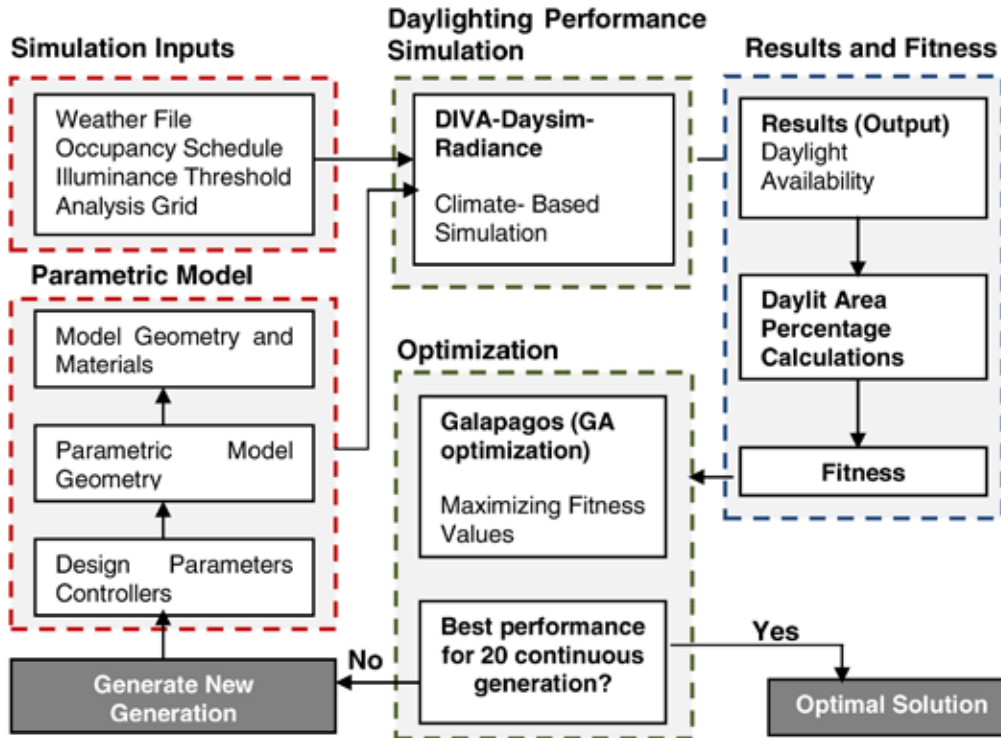 Simulation Inputs
Weather File
Occupancy Schedule
Illuminance Threshold
Analysis Grid
Daylighting Performance
Simulation
DIVA-Daysim-
Radiance
Climate- Based
Simulation
Results and Fitness
Results (Output)
Daylight
Availability
Daylit Area
Percentage
Calculations
Fitness
Parametric Model
Model Geometry and
Materials
Parametric Model
Geometry
Design Parameters
Controllers
Optimization
Galapagos (GA
optimization)
Maximizing Fitness
Values
Best performance
for 20 continuous
generation?
No
Yes
Generate New
Generation
Optimal Solution